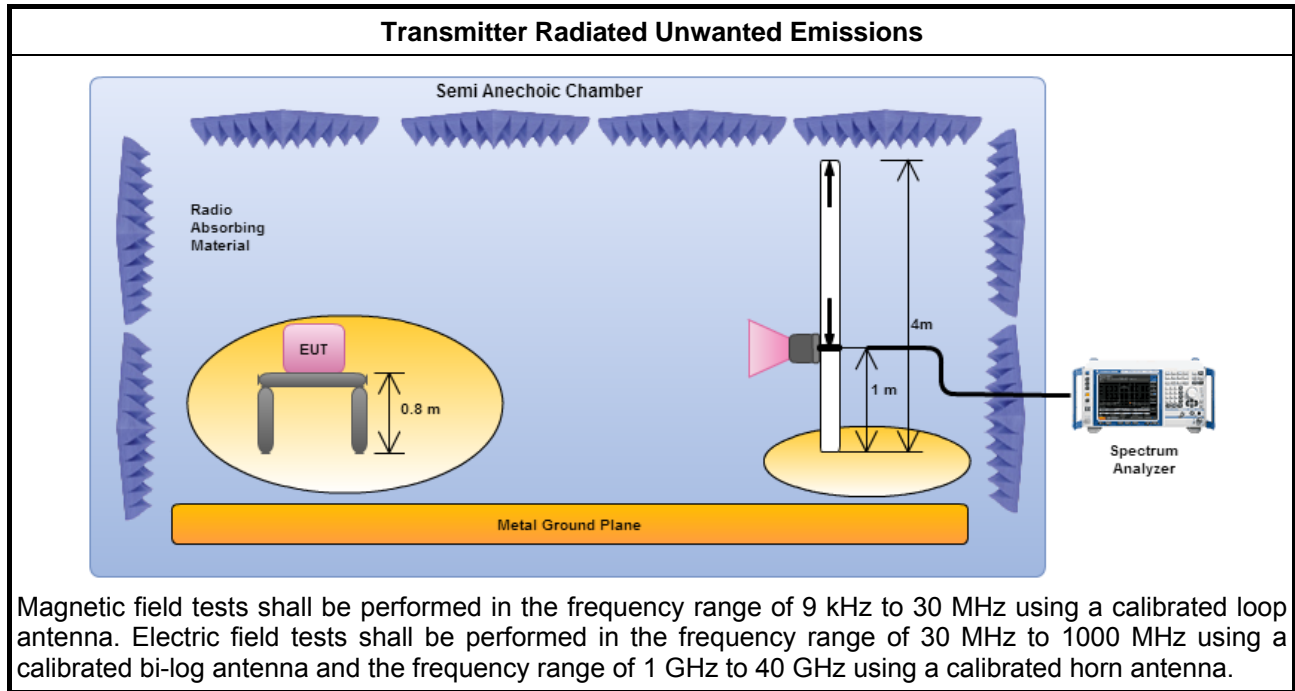 Transmitter Radiated Unwanted Emissions
Semi Anechoic Chamber
Radio
Absorbing
Material
EUT
0.8 m
4m
1 m
Spectrum
Analyzer
Metal Ground Plane
Magnetic field tests shall be performed in the frequency range of 9 kHz to 30 MHz using a calibrated loop
antenna. Electric field tests shall be performed in the frequency range of 30 MHz to 1000 MHz using a
calibrated bi-log antenna and the frequency range of 1 GHz to 40 GHz using a calibrated horn antenna.